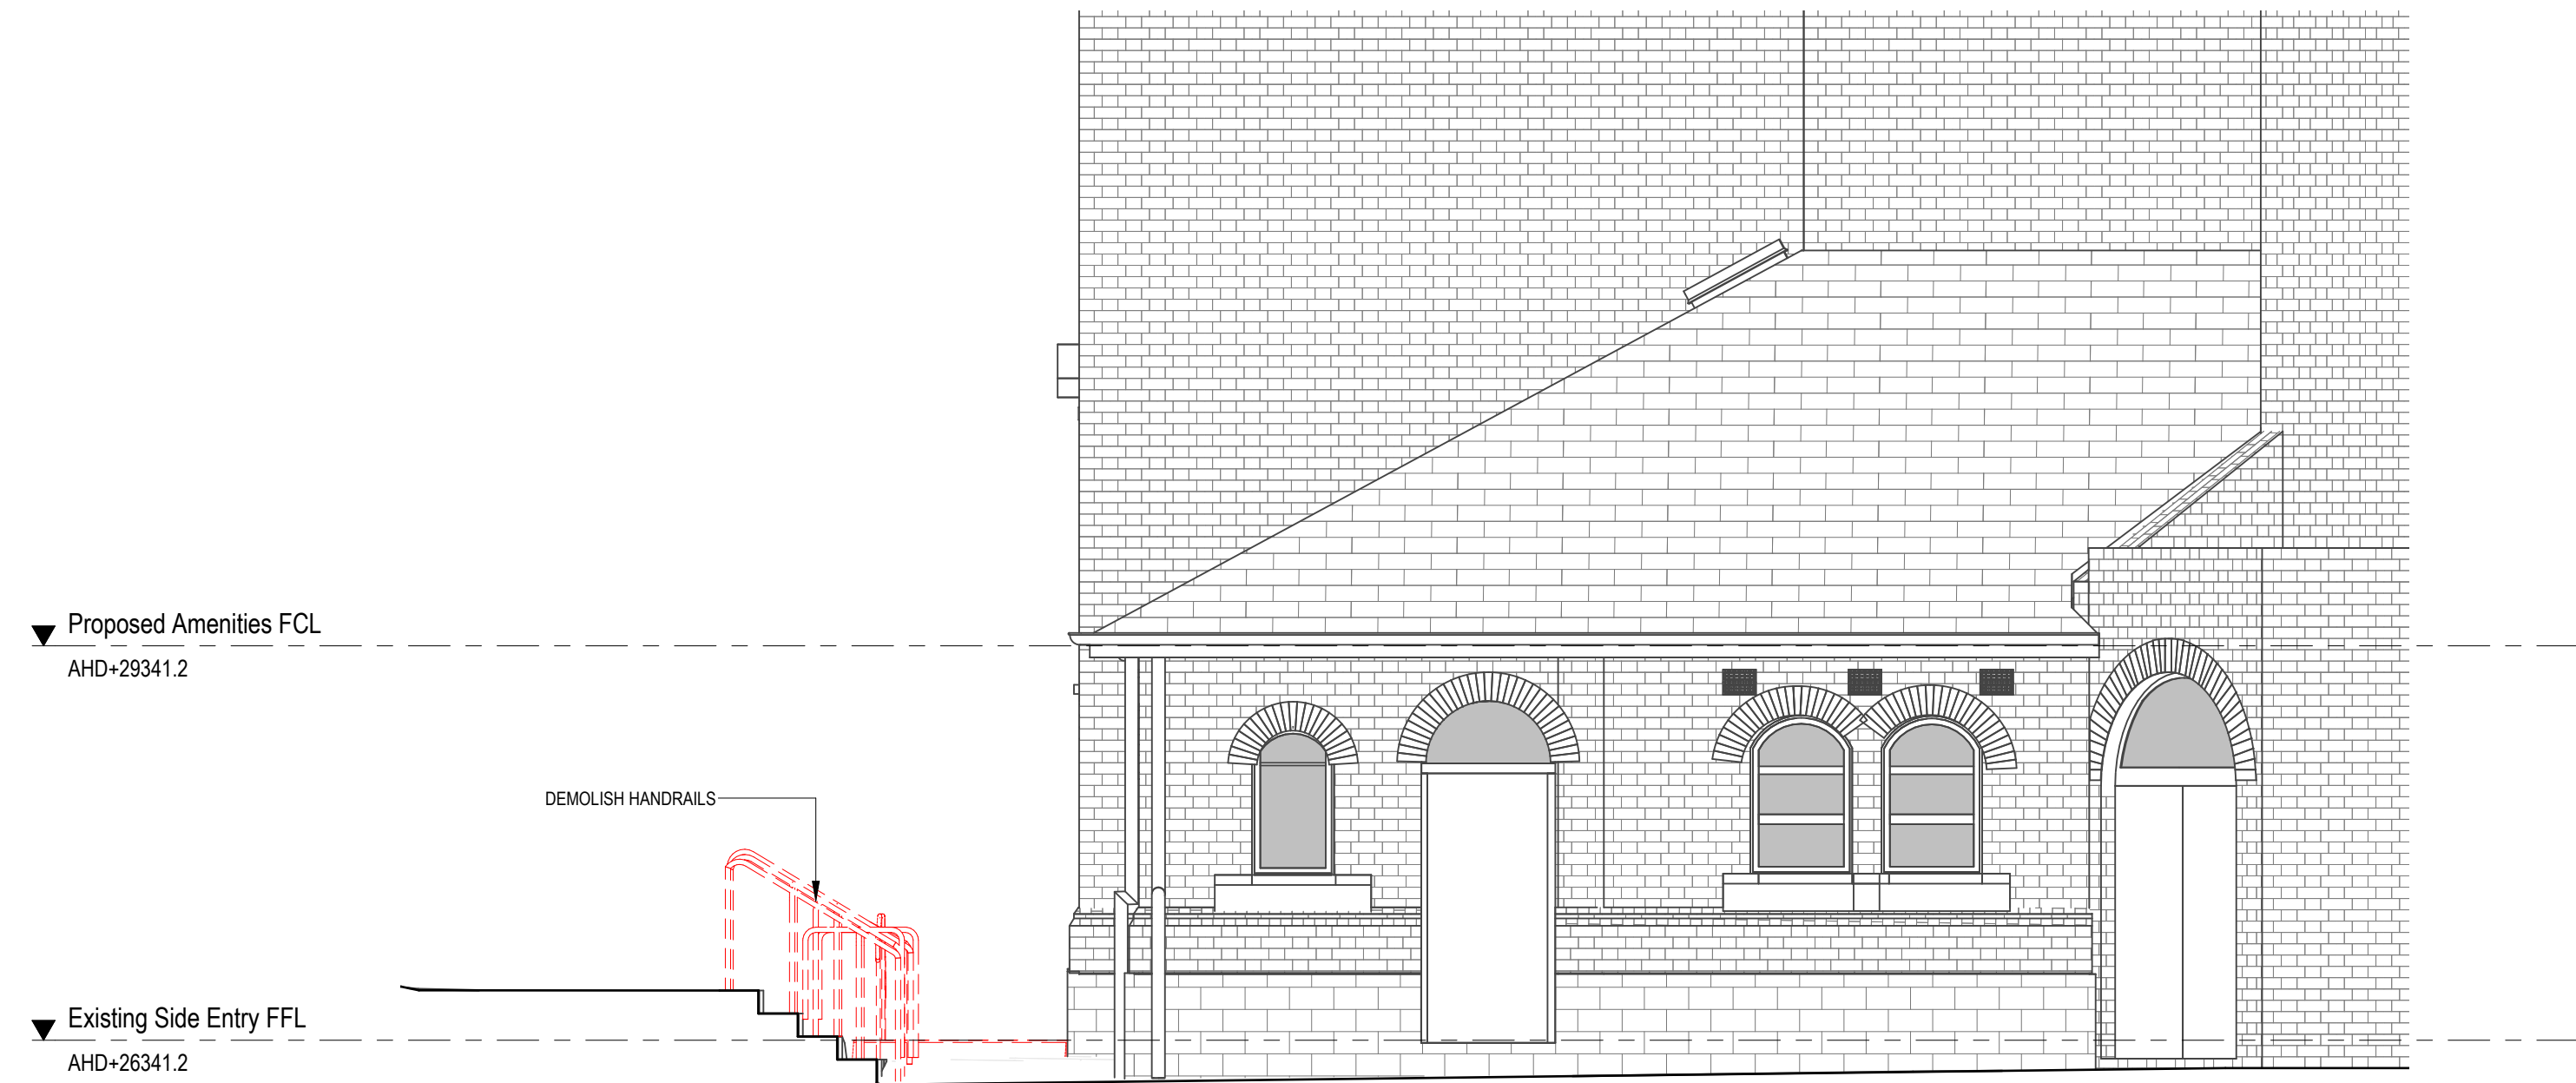 Proposed Amenities FCL
AHD+29341.2
DEMOLISH HANDRAILS
Existing Side Entry FFL
AHD+26341.2